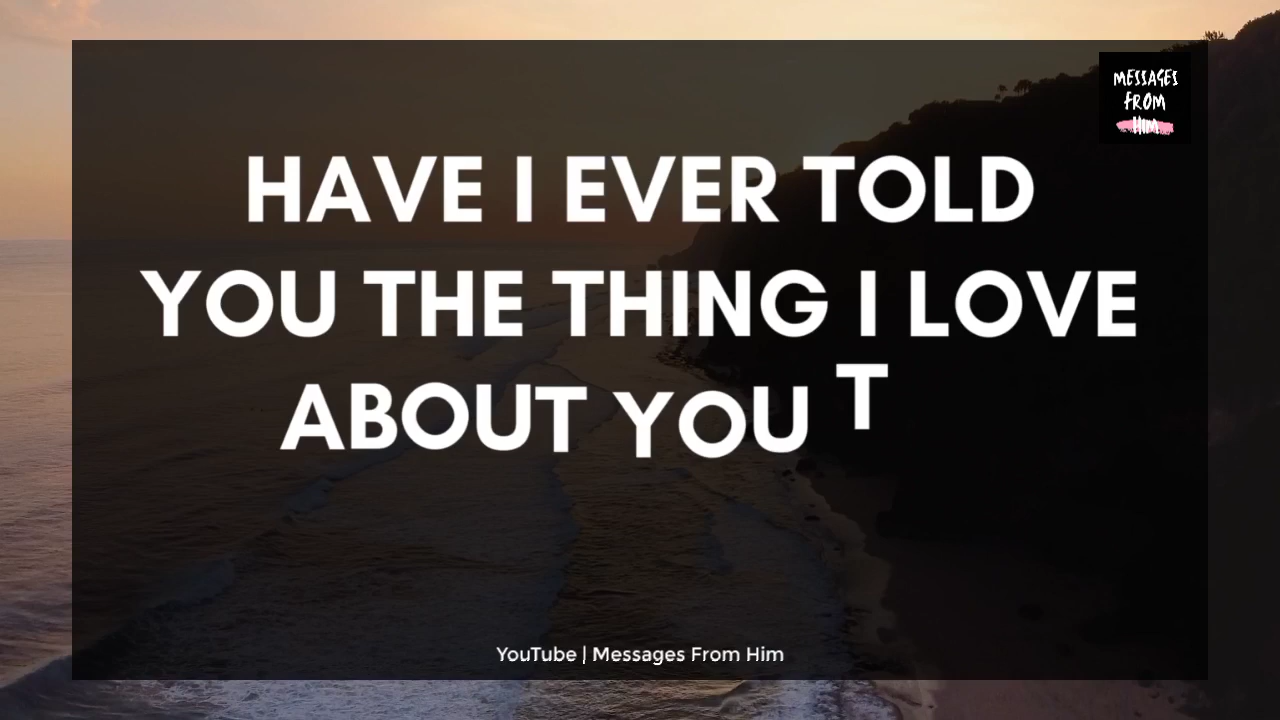 MESSAGES
FROM
HIM
HAVE I EVER TOLD
YOU THE THING I LOVE
ABOUT YOU T
YouTube | Messages From Him